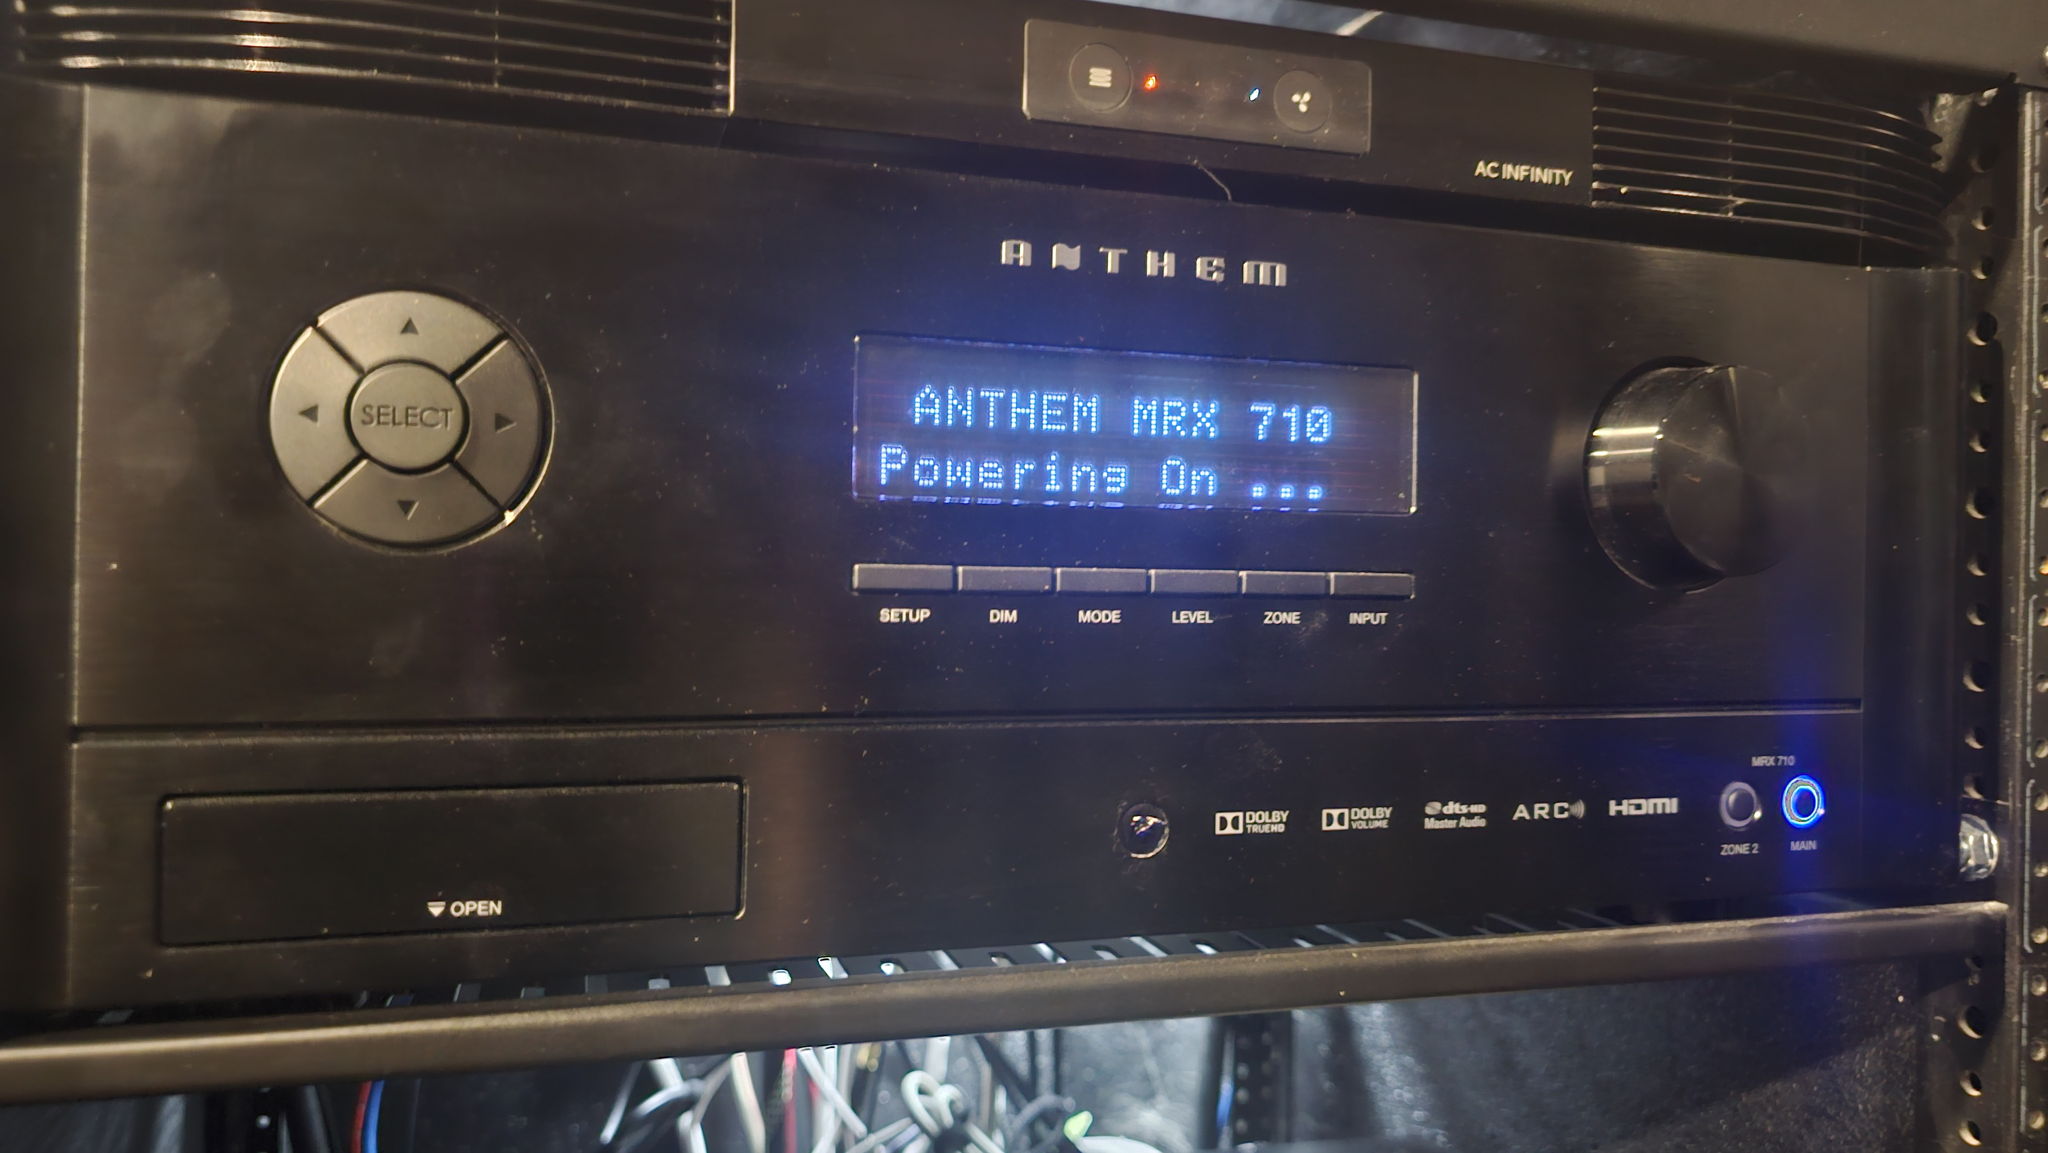 AC INFINITY
ANTHEM
ANTHEM MRX 710
Powering On ...
SELECT
SETUP DIM MODE LEVEL ZONE INPUT
MRX 710
DOLBY TRUEHD
DOLBY VOLUME
dts-HD Master Audio
ARC
HDMI
ZONE 2
MAIN
OPEN